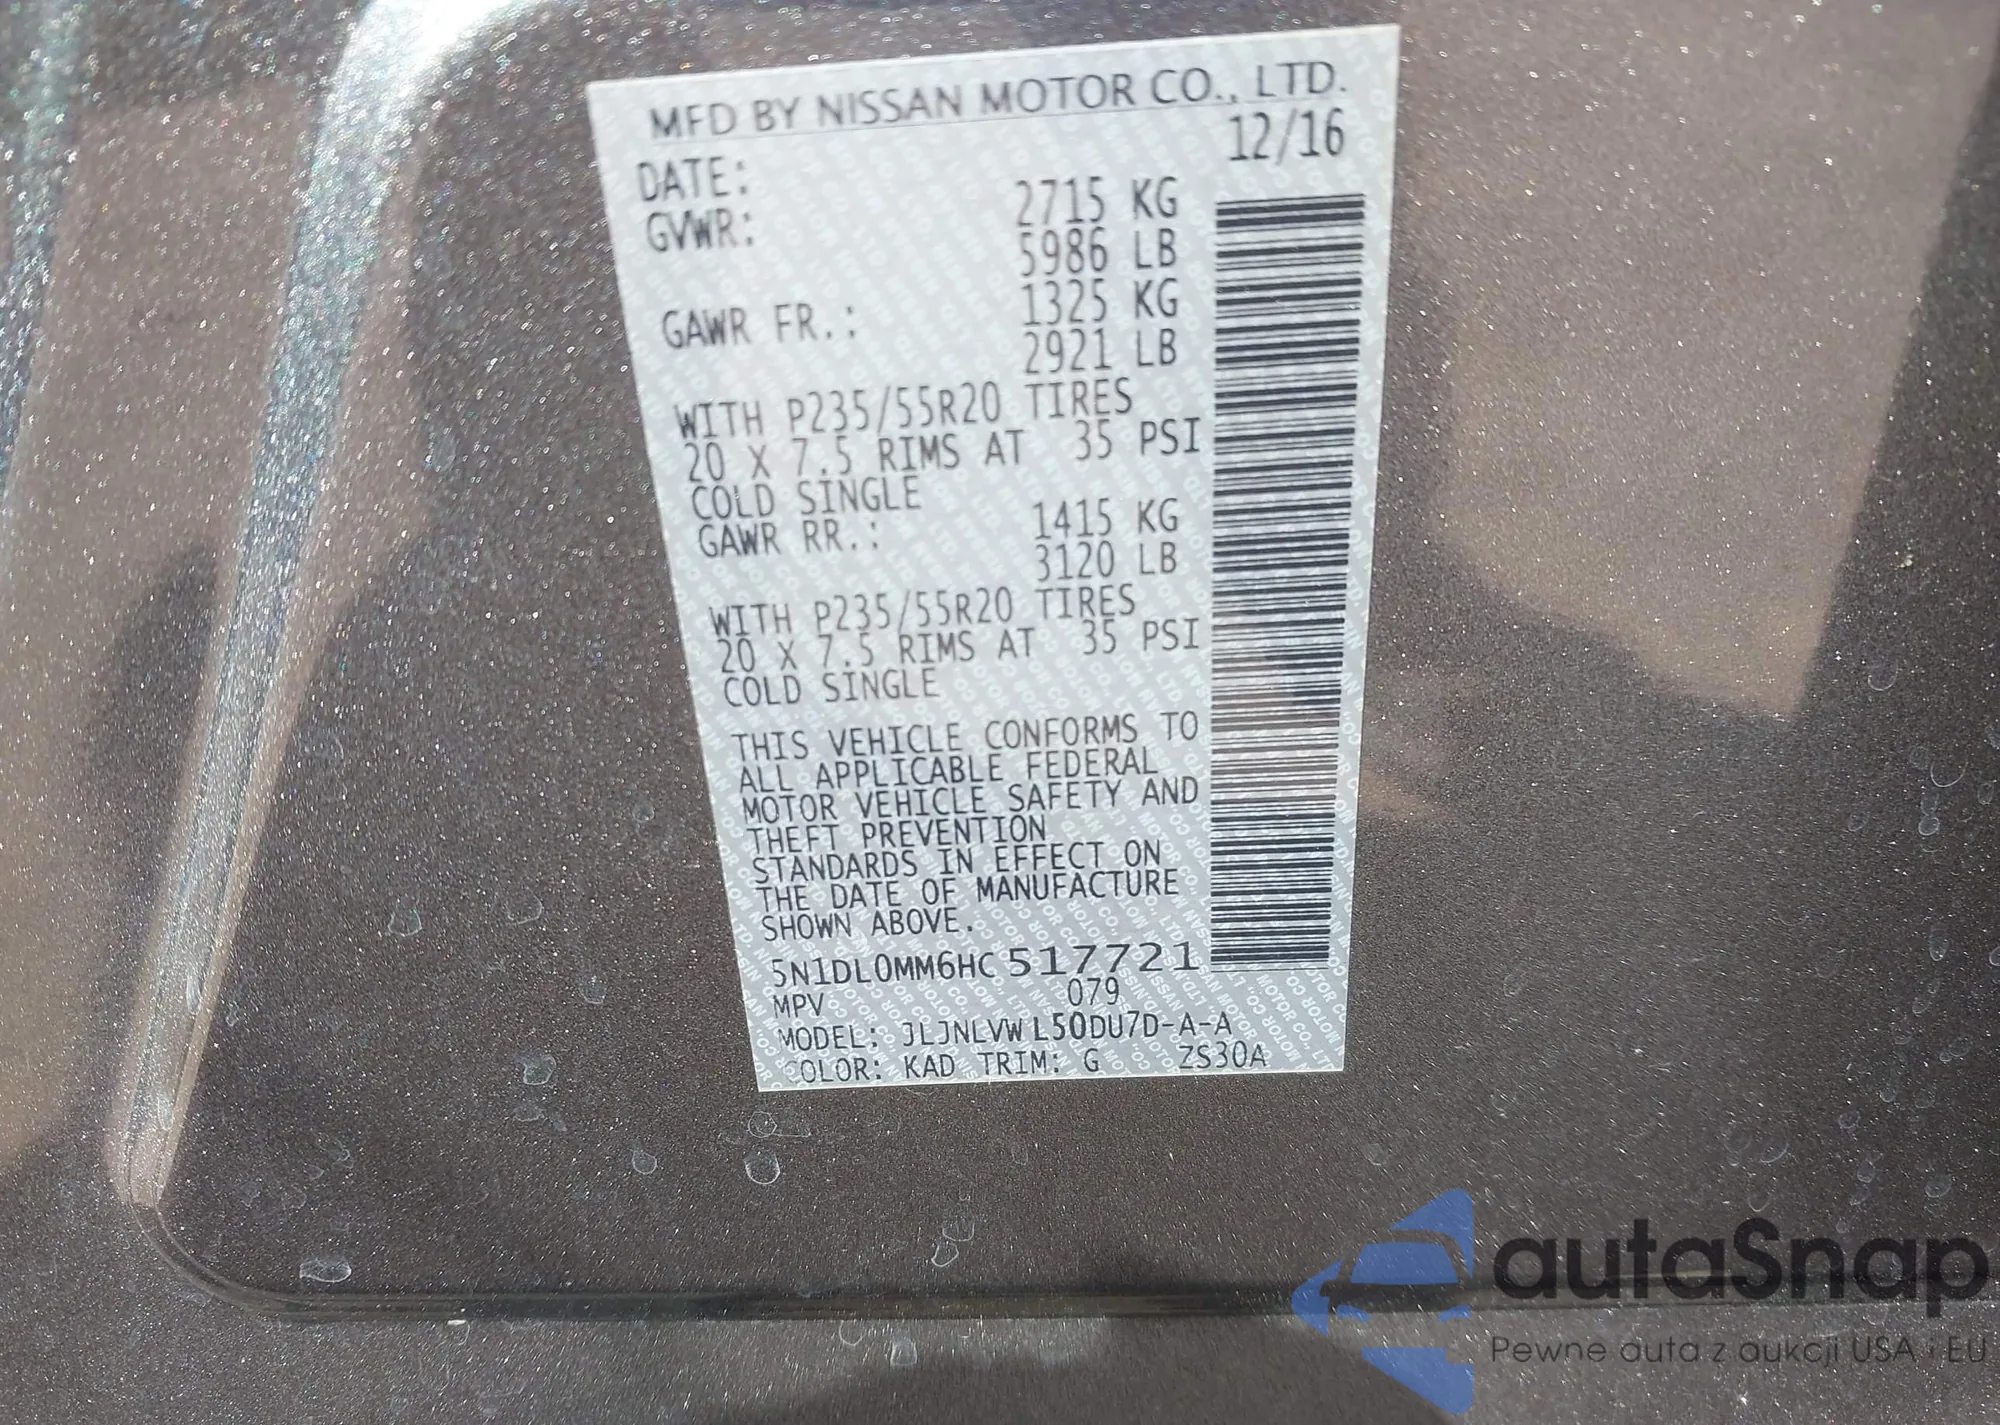 MFD BY NISSAN MOTOR CO., LTD.
DATE: 12/16
GVWR: 2715 KG
5986 LB
GAWR FR.: 1325 KG
2921 LB
WITH P235/55R20 TIRES
20 X 7.5 RIMS AT 35 PSI
COLD SINGLE
GAWR RR.: 1415 KG
3120 LB
WITH P235/55R20 TIRES
20 X 7.5 RIMS AT 35 PSI
COLD SINGLE
THIS VEHICLE CONFORMS TO
ALL APPLICABLE FEDERAL
MOTOR VEHICLE SAFETY AND
THEFT PREVENTION
STANDARDS IN EFFECT ON
THE DATE OF MANUFACTURE
SHOWN ABOVE.
5N1DL0MM6HC517721
MPV 079
MODEL: JLJNLVWL50DU7D-A-A
COLOR: KAD TRIM: G ZS30A
autaSnap
Pewne auta z aukcji USA i EU